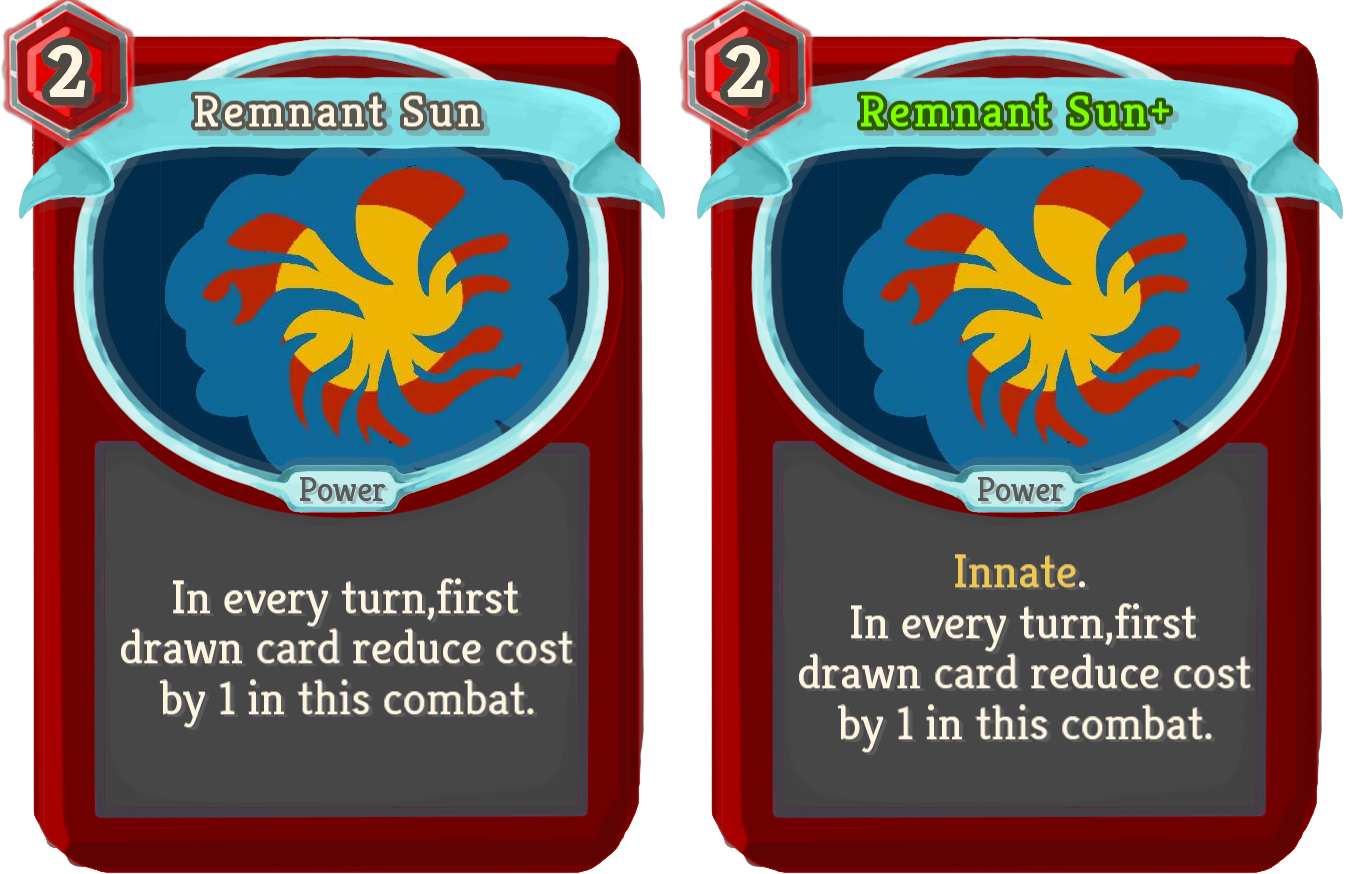 2
Remnant Sun
Power
In every turn,first
drawn card reduce cost
by 1 in this combat.
2
Remnant Sun+
Power
Innate.
In every turn,first
drawn card reduce cost
by 1 in this combat.